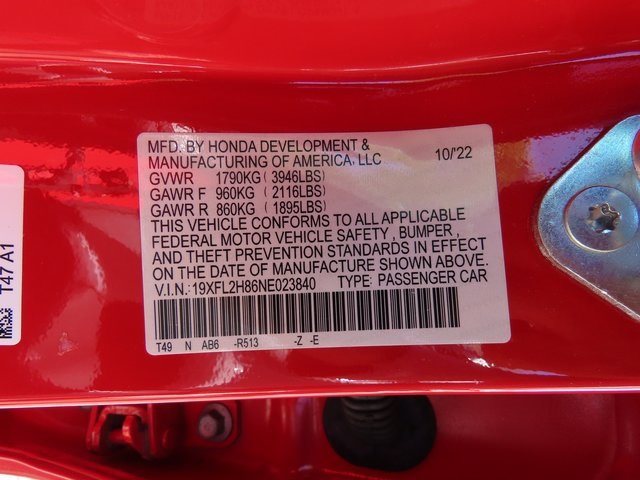 MFD. BY HONDA DEVELOPMENT &
MANUFACTURING OF AMERICA, LLC 10/'22
GVWR 1790KG ( 3946LBS)
GAWR F 960KG ( 2116LBS)
GAWR R 860KG ( 1895LBS)
THIS VEHICLE CONFORMS TO ALL APPLICABLE
FEDERAL MOTOR VEHICLE SAFETY , BUMPER ,
AND THEFT PREVENTION STANDARDS IN EFFECT
ON THE DATE OF MANUFACTURE SHOWN ABOVE.
V.I.N.: 19XFL2H86NE023840 TYPE: PASSENGER CAR
T49 N AB6 -R513 -Z -E
T47 A1